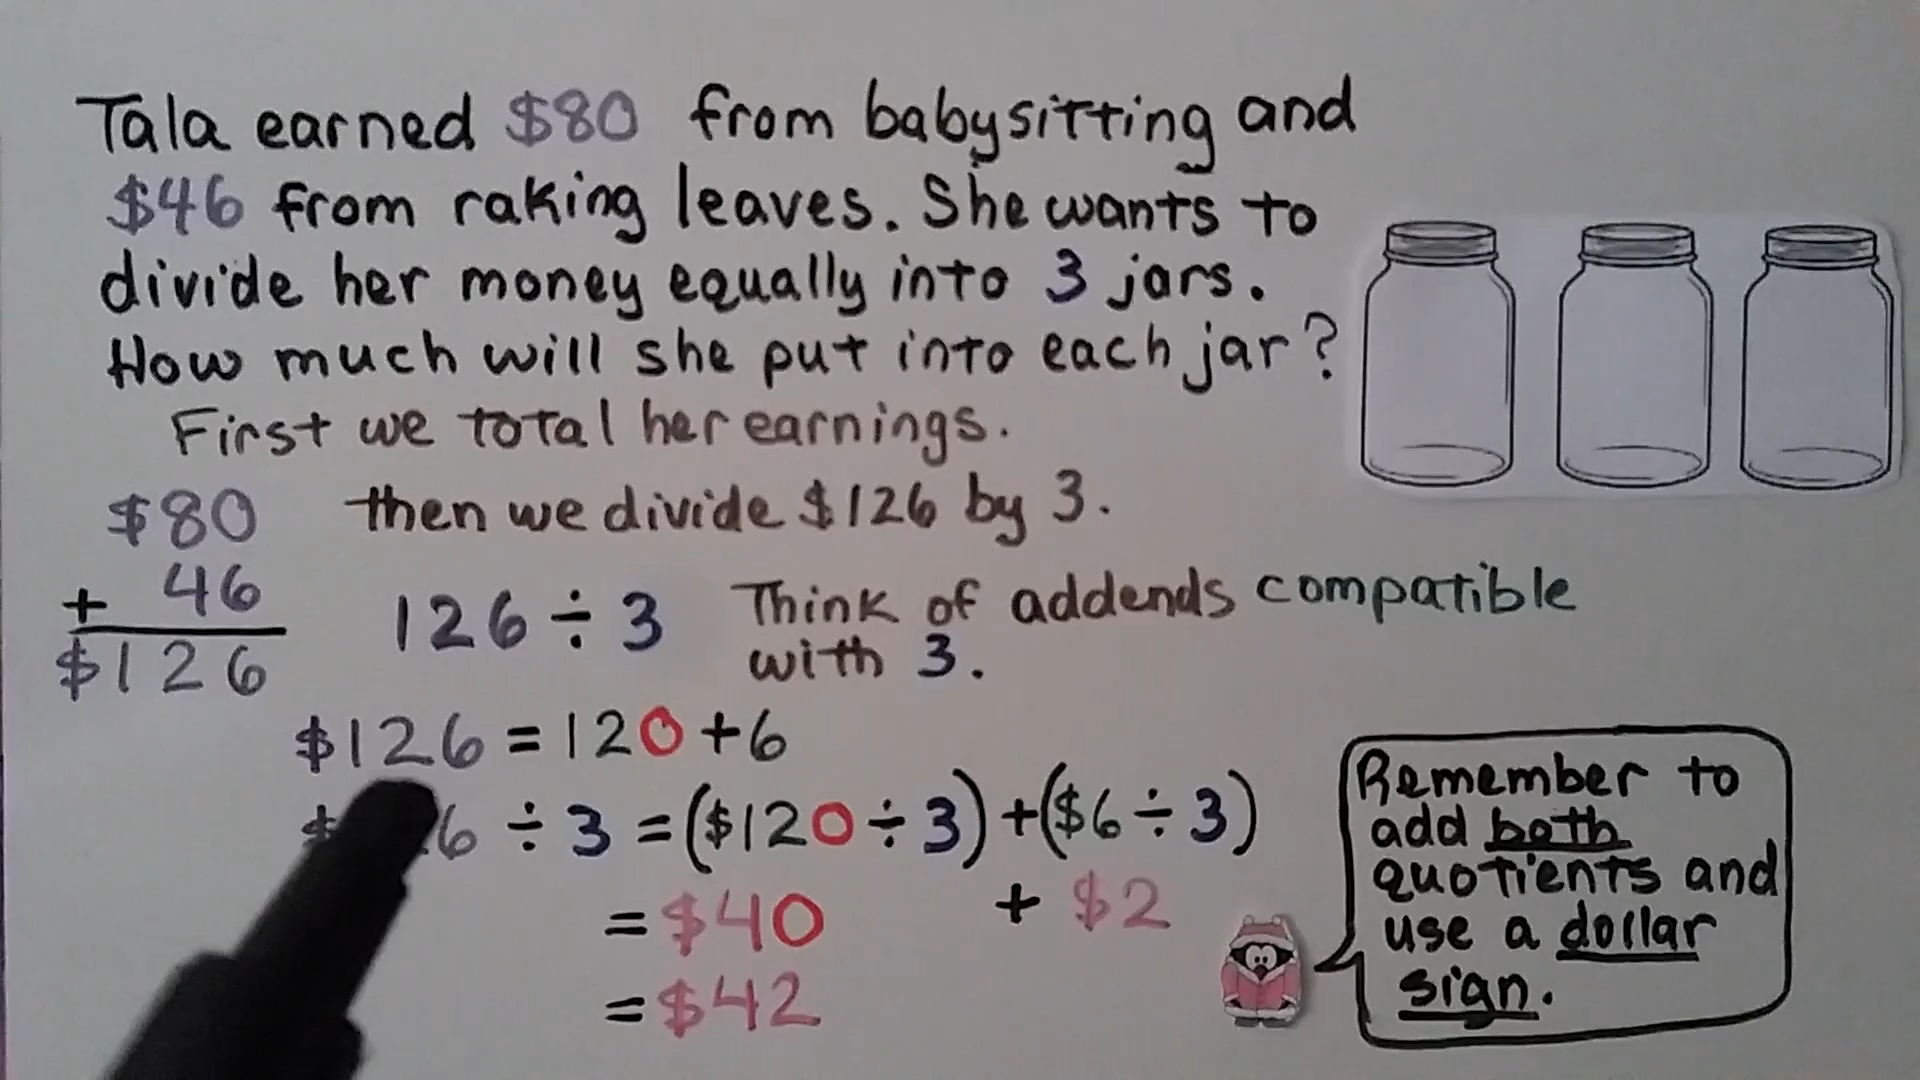 Tala earned $80 from babysitting and
$46 from raking leaves. She wants to
divide her money equally into 3 jars.
How much will she put into each jar?
First we total her earnings.
then we divide $126 by 3.
$80
+ 46
$126
126 ÷ 3
Think of addends compatible
with 3.
$126 = 120 + 6
6 ÷ 3 = ($120 ÷ 3) + ($6 ÷ 3)
= $40 + $2
= $42
Remember to
add both
quotients and
use a dollar
sign.